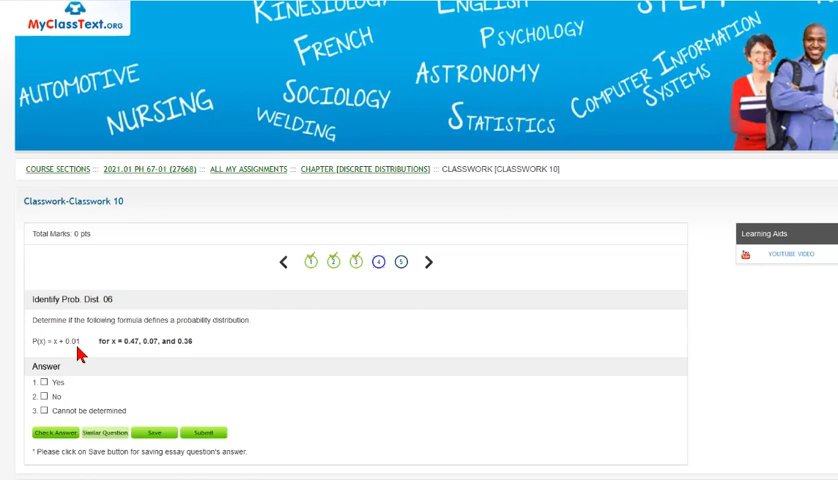 MYCLASSTEXT.ORG
KINESIOLOGY
ENGLISH
FRENCH
PSYCHOLOGY
AUTOMOTIVE
ASTRONOMY
COMPUTER INFORMATION
SYSTEMS
SOCIOLOGY
NURSING
WELDING
STATISTICS
COURSE SECTIONS ::: 2021.01 PH 67-01 (27668) ::: ALL MY ASSIGNMENTS ::: CHAPTER [DISCRETE DISTRIBUTIONS] ::: CLASSWORK [CLASSWORK 10]
Classwork-Classwork 10
Total Marks: 0 pts
Learning Aids
1 2 3 4 5
YOUTUBE VIDEO
Identify Prob. Dist. 06
Determine if the following formula defines a probability distribution.
P(x) = x + 0.01 for x = 0.47, 0.07, and 0.36
Answer
1. Yes
2. No
3. Cannot be determined
Check Answer Similar Question Save Submit
* Please click on Save button for saving essay question's answer.